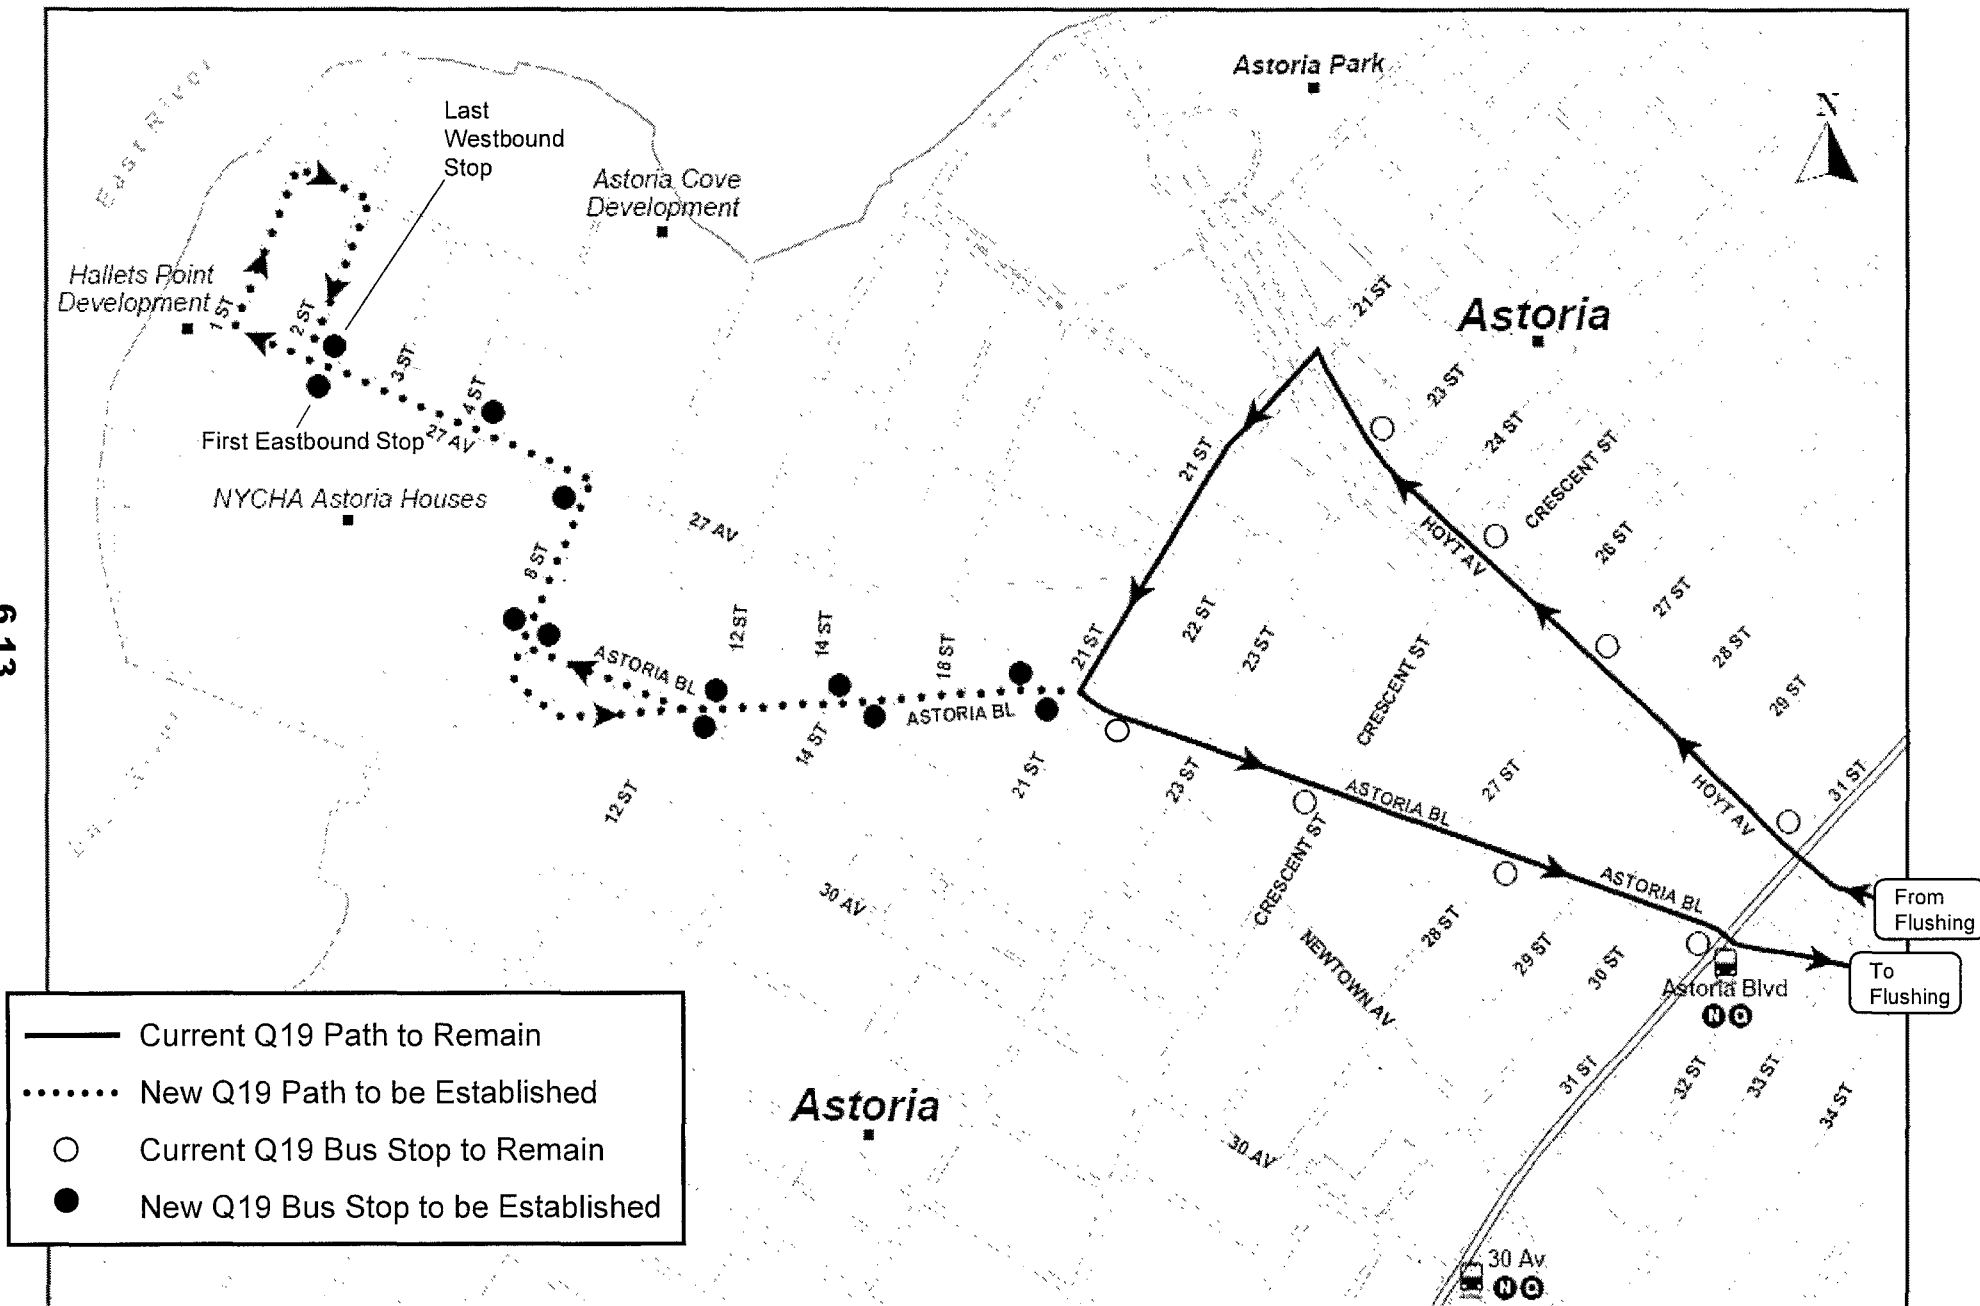 Astoria Park
N
East River
Last
Westbound
Stop
Astoria Cove
Development
Hallets Point
Development
1 ST
2 ST
3 ST
4 ST
27 AV
First Eastbound Stop
NYCHA Astoria Houses
21 ST
Astoria
23 ST
24 ST
CRESCENT ST
26 ST
27 ST
28 ST
29 ST
31 ST
HOYT AV
HOYT AV
21 ST
27 AV
8 ST
12 ST
14 ST
18 ST
21 ST
22 ST
23 ST
CRESCENT ST
ASTORIA BL
ASTORIA BL
14 ST
12 ST
21 ST
23 ST
27 ST
ASTORIA BL
ASTORIA BL
CRESCENT ST
30 AV
NEWTOWN AV
28 ST
29 ST
30 ST
From
Flushing
To
Flushing
Astoria Blvd
N Q
31 ST
32 ST
33 ST
34 ST
6.13
Astoria
30 AV
30 Av
N Q
Current Q19 Path to Remain
New Q19 Path to be Established
Current Q19 Bus Stop to Remain
New Q19 Bus Stop to be Established